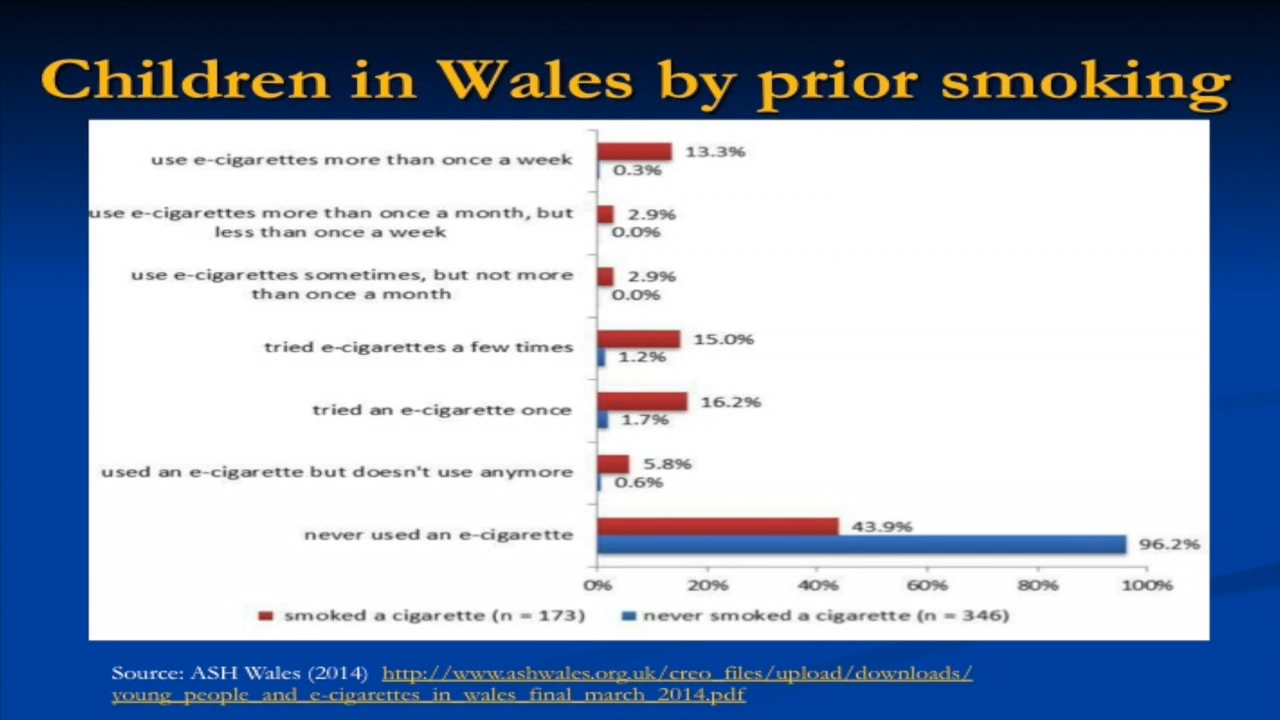 Children in Wales by prior smoking
use e-cigarettes more than once a week
13.3%
0.3%
use e-cigarettes more than once a month, but
less than once a week
2.9%
0.0%
use e-cigarettes sometimes, but not more
than once a month
2.9%
0.0%
tried e-cigarettes a few times
15.0%
1.2%
tried an e-cigarette once
16.2%
1.7%
used an e-cigarette but doesn't use anymore
5.8%
0.6%
never used an e-cigarette
43.9%
96.2%
0% 20% 40% 60% 80% 100%
smoked a cigarette (n = 173) never smoked a cigarette (n = 346)
Source: ASH Wales (2014) http://www.ashwales.org.uk/creo_files/upload/downloads/
young_people_and_e-cigarettes_in_wales_final_march_2014.pdf